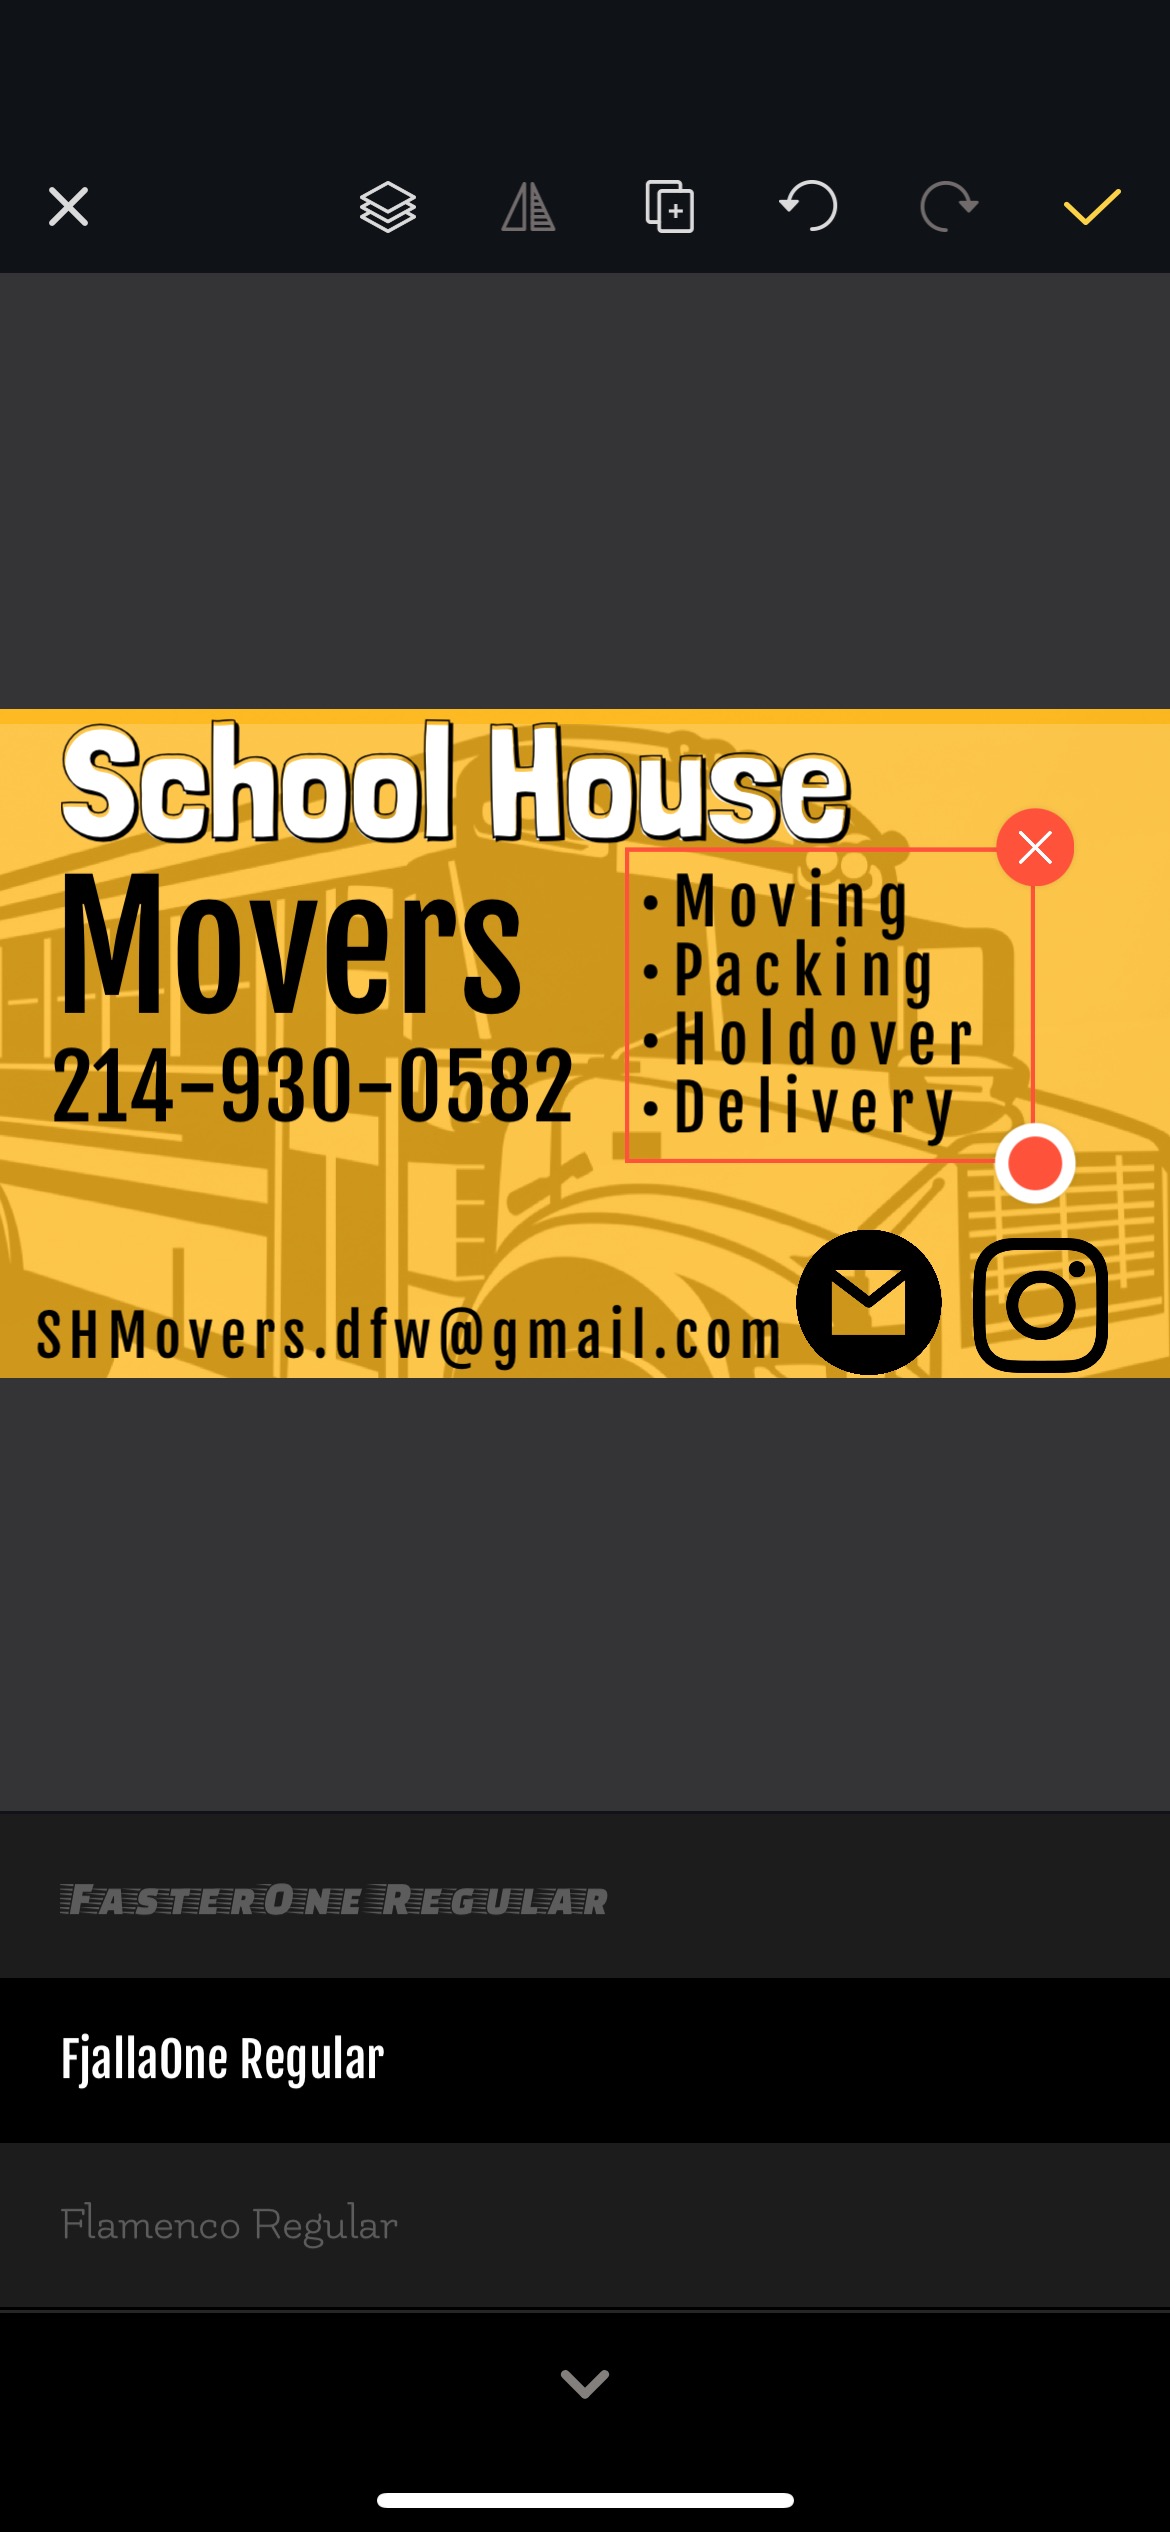 School House
Movers
214-930-0582
• Moving
• Packing
• Holdover
• Delivery
SHMovers.dfw@gmail.com
FasterOne Regular
FjallaOne Regular
Flamenco Regular